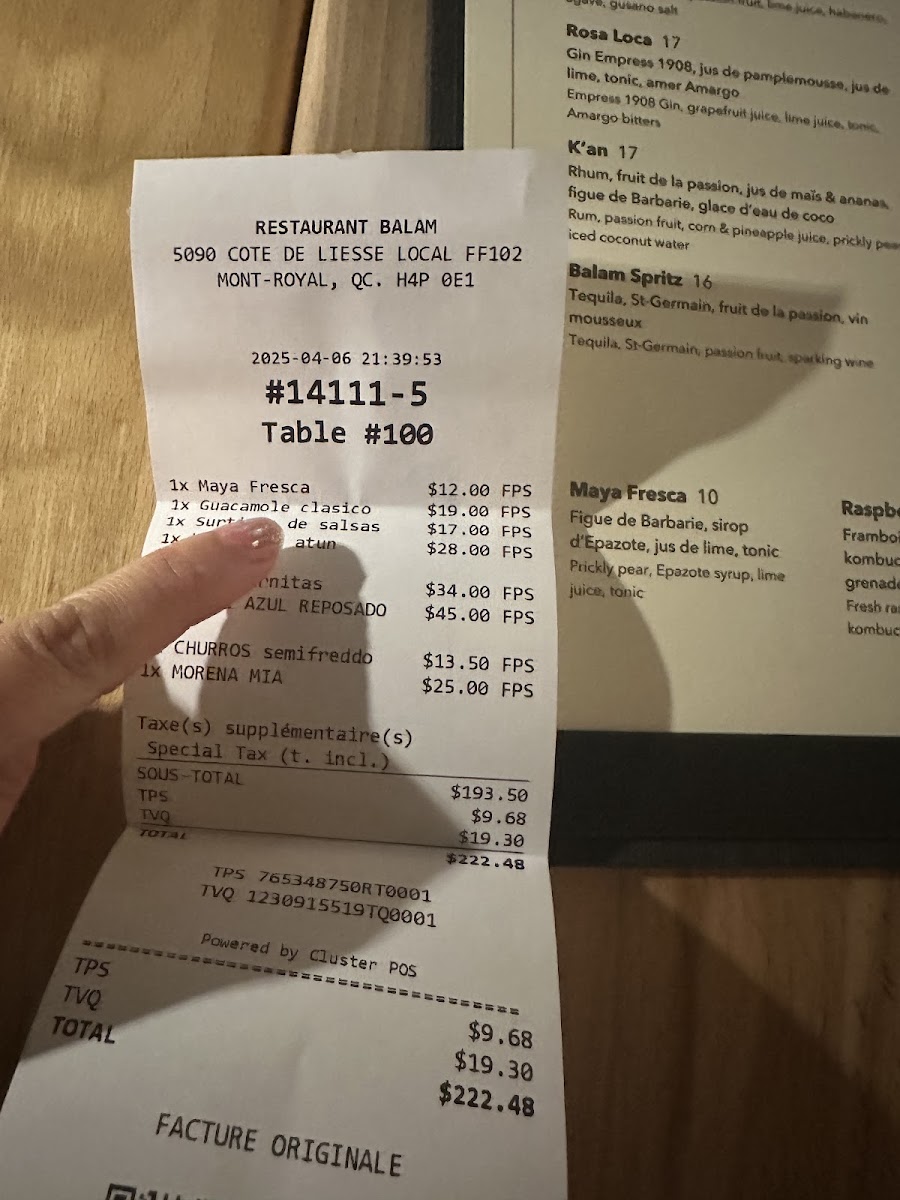 RESTAURANT BALAM
5090 COTE DE LIESSE LOCAL FF102
MONT-ROYAL, QC. H4P 0E1
2025-04-06 21:39:53
#14111-5
Table #100
1x Maya Fresca $12.00 FPS
1x Guacamole clasico $19.00 FPS
1x de salsas $17.00 FPS
1x atun $28.00 FPS
$34.00 FPS
AZUL REPOSADO $45.00 FPS
CHURROS semifreddo $13.50 FPS
1x MORENA MIA $25.00 FPS
Taxe(s) supplémentaire(s)
Special Tax (t. incl.)
SOUS-TOTAL $193.50
TPS $9.68
TVQ $19.30
TOTAL $222.48
TPS 765348750RT0001
TVQ 1230915519TQ0001
Powered by Cluster POS
TPS $9.68
TVQ $19.30
TOTAL $222.48
FACTURE ORIGINALE
fruit, lime juice, habanero,
agave, gusano salt
Rosa Loca 17
Gin Empress 1908, jus de pamplemousse, jus de
lime, tonic, amer Amargo
Empress 1908 Gin, grapefruit juice, lime juice, tonic,
Amargo bitters
K'an 17
Rhum, fruit de la passion, jus de maïs & ananas,
figue de Barbarie, glace d'eau de coco
Rum, passion fruit, corn & pineapple juice, prickly
iced coconut water
Balam Spritz 16
Tequila, St-Germain, fruit de la passion, vin
mousseux
Tequila, St-Germain, passion fruit, sparking wine
Maya Fresca 10
Figue de Barbarie, sirop
d'Epazote, jus de lime, tonic
Prickly pear, Epazote syrup, lime
juice, tonic
Fresh